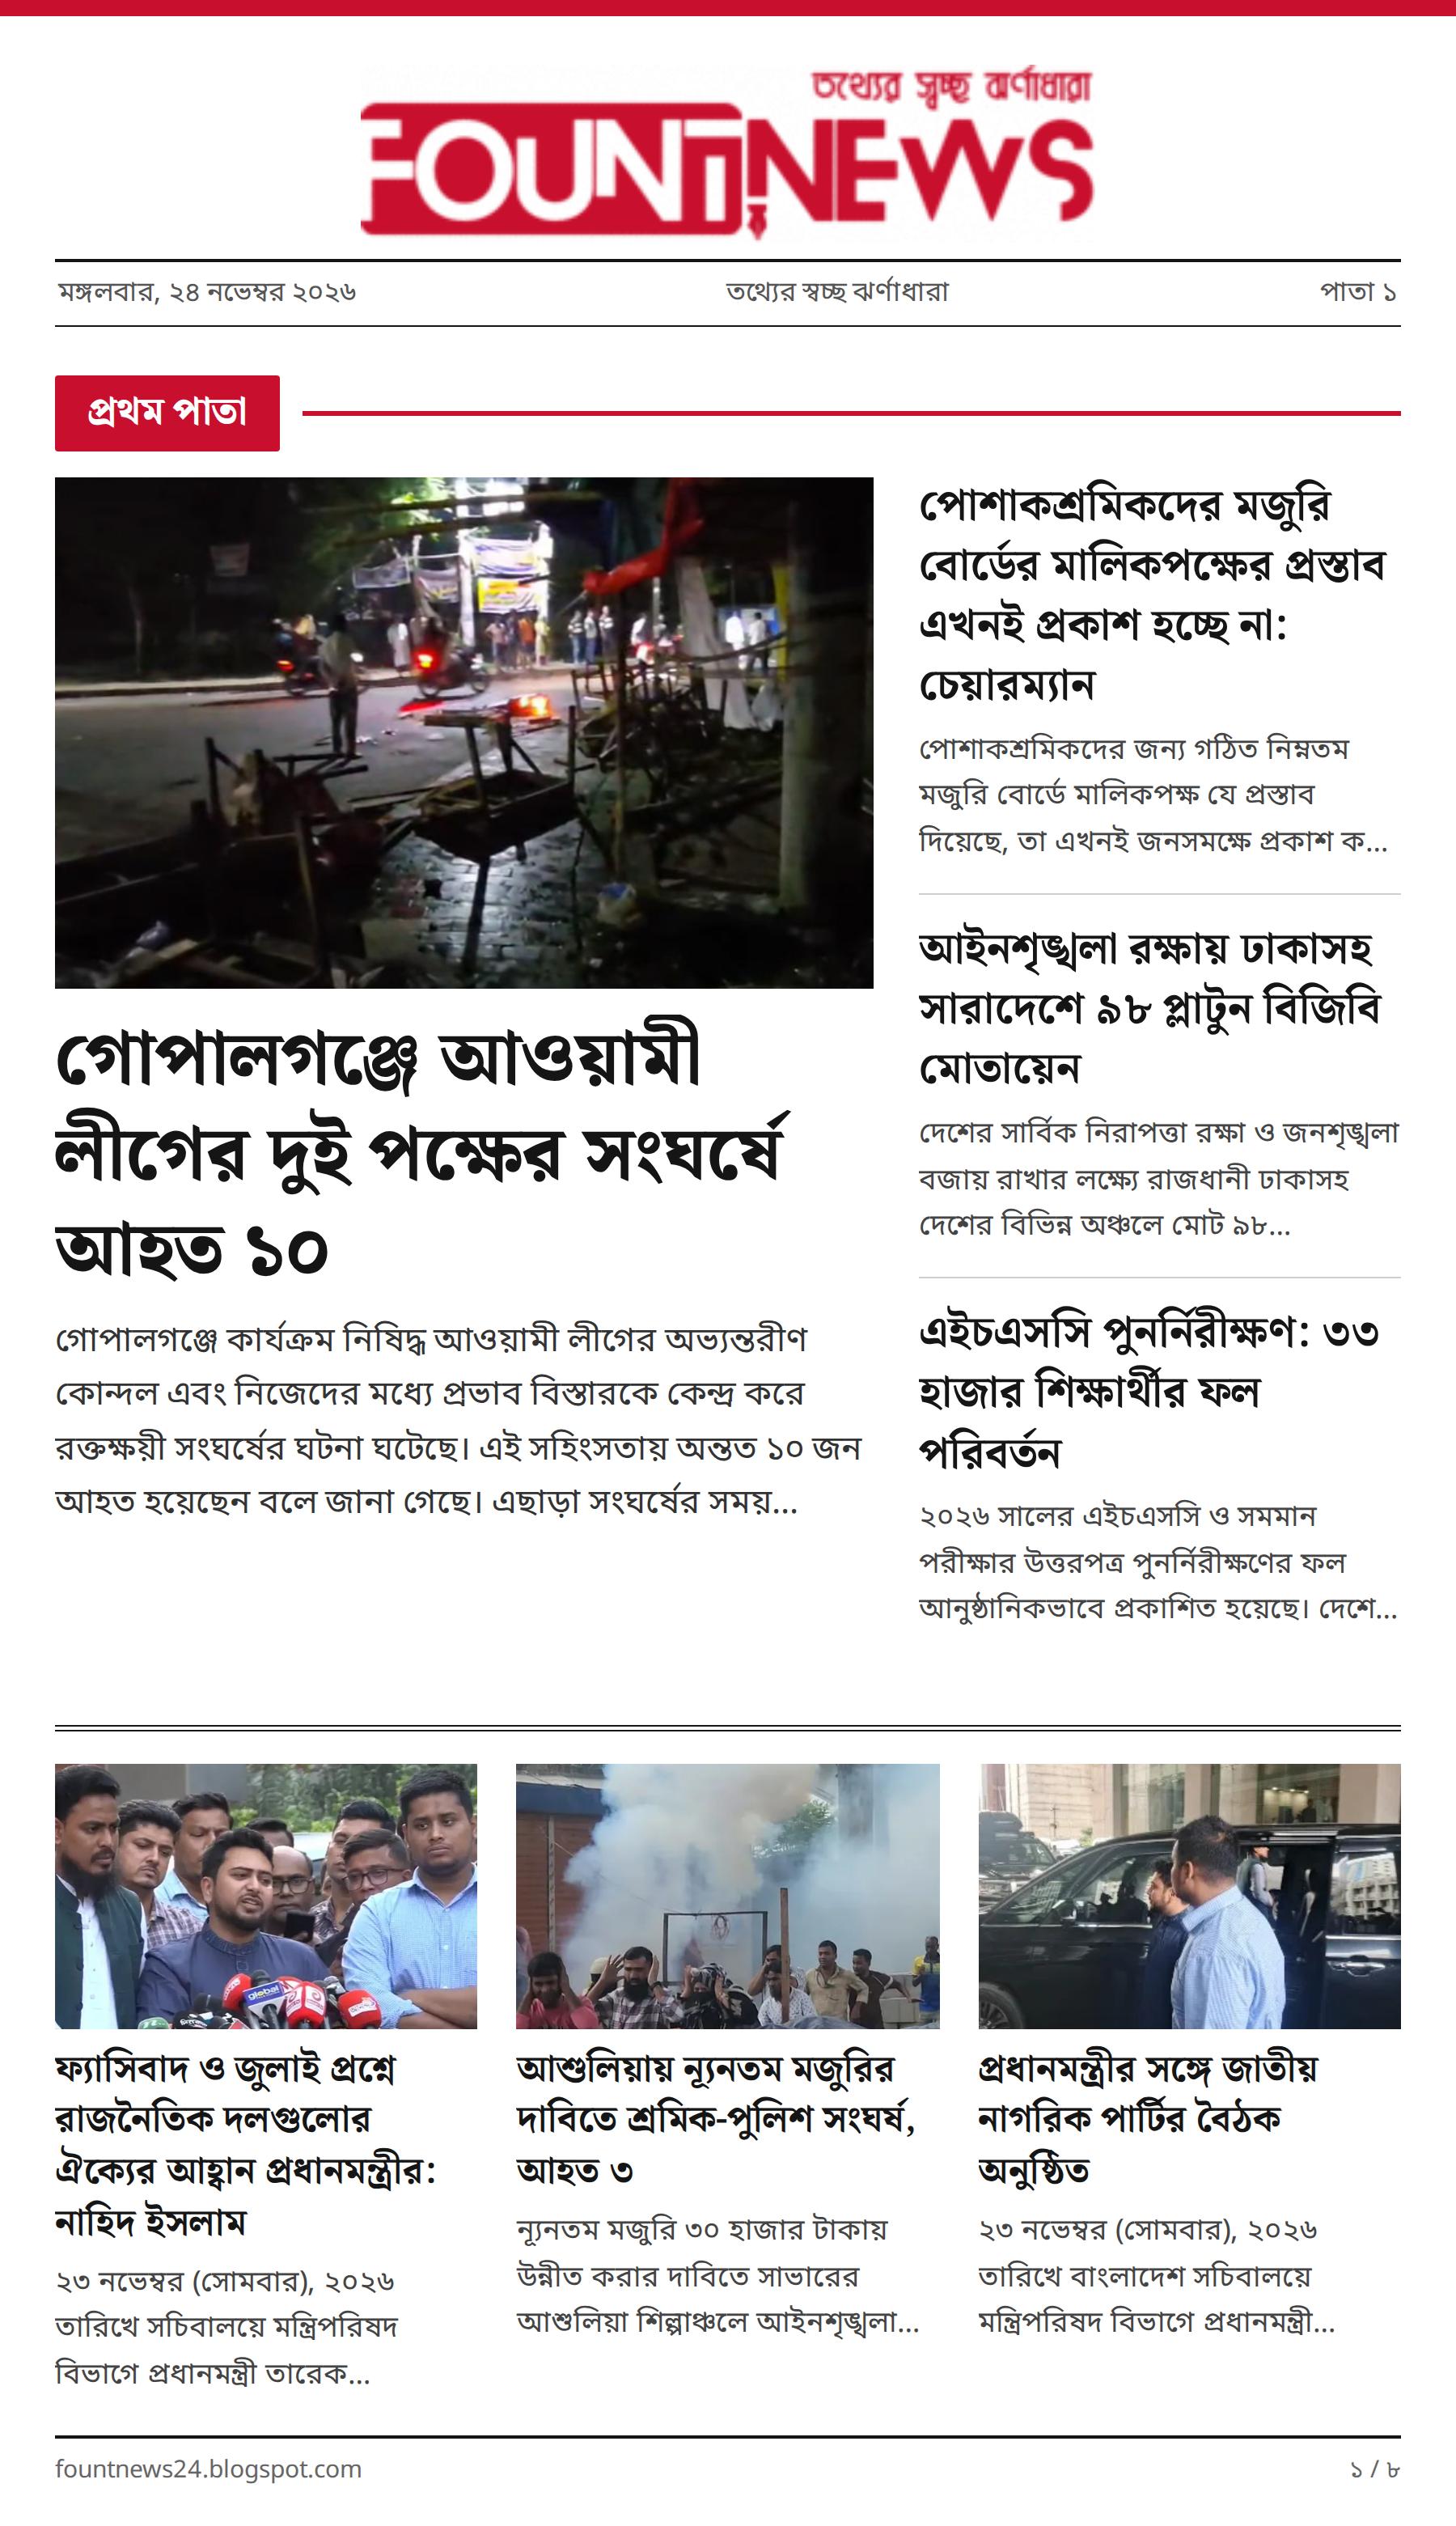 তথ্যের স্বচ্ছ ঝর্ণাধারা
FOUNTNEWS
মঙ্গলবার, ২৪ নভেম্বর ২০২৬
তথ্যের স্বচ্ছ ঝর্ণাধারা
পাতা ১
প্রথম পাতা
গোপালগঞ্জে আওয়ামী
লীগের দুই পক্ষের সংঘর্ষে
আহত ১০
গোপালগঞ্জে কার্যক্রম নিষিদ্ধ আওয়ামী লীগের অভ্যন্তরীণ
কোন্দল এবং নিজেদের মধ্যে প্রভাব বিস্তারকে কেন্দ্র করে
রক্তক্ষয়ী সংঘর্ষের ঘটনা ঘটেছে। এই সহিংসতায় অন্তত ১০ জন
আহত হয়েছেন বলে জানা গেছে। এছাড়া সংঘর্ষের সময়...
পোশাকশ্রমিকদের মজুরি
বোর্ডের মালিকপক্ষের প্রস্তাব
এখনই প্রকাশ হচ্ছে না:
চেয়ারম্যান
পোশাকশ্রমিকদের জন্য গঠিত নিম্নতম
মজুরি বোর্ডে মালিকপক্ষ যে প্রস্তাব
দিয়েছে, তা এখনই জনসমক্ষে প্রকাশ ক...
আইনশৃঙ্খলা রক্ষায় ঢাকাসহ
সারাদেশে ৯৮ প্লাটুন বিজিবি
মোতায়েন
দেশের সার্বিক নিরাপত্তা রক্ষা ও জনশৃঙ্খলা
বজায় রাখার লক্ষ্যে রাজধানী ঢাকাসহ
দেশের বিভিন্ন অঞ্চলে মোট ৯৮...
এইচএসসি পুনর্নিরীক্ষণ: ৩৩
হাজার শিক্ষার্থীর ফল
পরিবর্তন
২০২৬ সালের এইচএসসি ও সমমান
পরীক্ষার উত্তরপত্র পুনর্নিরীক্ষণের ফল
আনুষ্ঠানিকভাবে প্রকাশিত হয়েছে। দেশে...
global
ফ্যাসিবাদ ও জুলাই প্রশ্নে
রাজনৈতিক দলগুলোর
ঐক্যের আহ্বান প্রধানমন্ত্রীর:
নাহিদ ইসলাম
২৩ নভেম্বর (সোমবার), ২০২৬
তারিখে সচিবালয়ে মন্ত্রিপরিষদ
বিভাগে প্রধানমন্ত্রী তারেক...
আশুলিয়ায় ন্যূনতম মজুরির
দাবিতে শ্রমিক-পুলিশ সংঘর্ষ,
আহত ৩
ন্যূনতম মজুরি ৩০ হাজার টাকায়
উন্নীত করার দাবিতে সাভারের
আশুলিয়া শিল্পাঞ্চলে আইনশৃঙ্খলা...
প্রধানমন্ত্রীর সঙ্গে জাতীয়
নাগরিক পার্টির বৈঠক
অনুষ্ঠিত
২৩ নভেম্বর (সোমবার), ২০২৬
তারিখে বাংলাদেশ সচিবালয়ে
মন্ত্রিপরিষদ বিভাগে প্রধানমন্ত্রী...
fountnews24.blogspot.com
১ / ৮